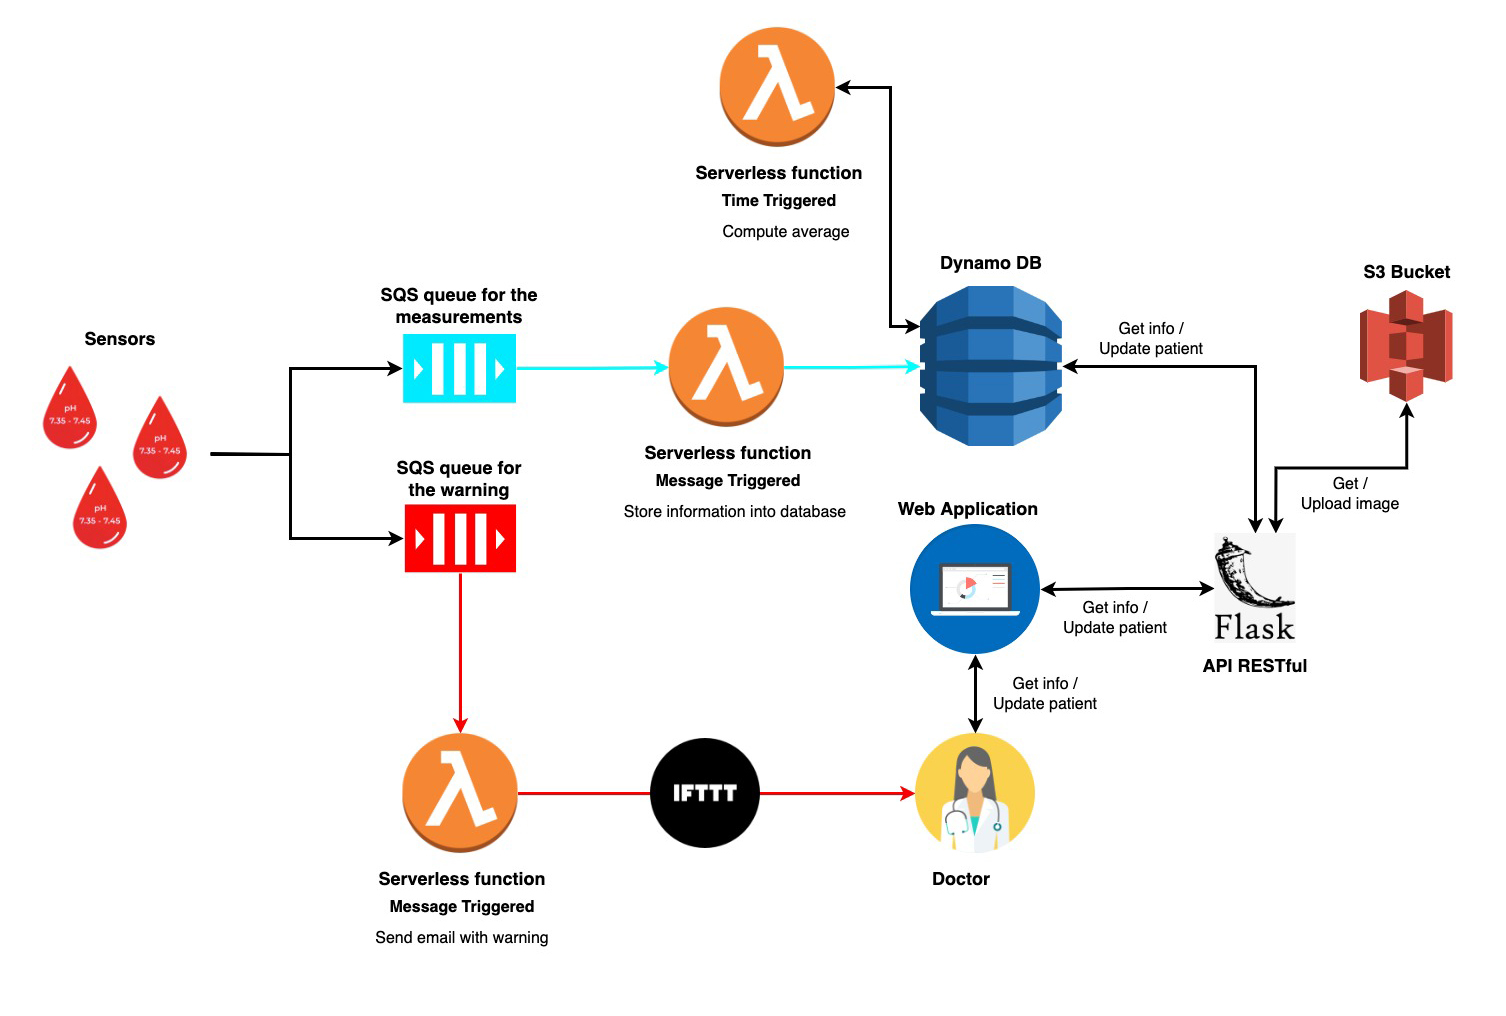 Serverless function
Time Triggered
Compute average
Dynamo DB
S3 Bucket
SQS queue for the
measurements
Sensors
Get info /
Update patient
pH
7.35 - 7.45
pH
7.35 - 7.45
pH
7.35 - 7.45
Serverless function
Message Triggered
Store information into database
SQS queue for
the warning
Get /
Upload image
Web Application
Get info /
Update patient
Flask
API RESTful
Get info /
Update patient
IFTTT
Serverless function
Message Triggered
Send email with warning
Doctor